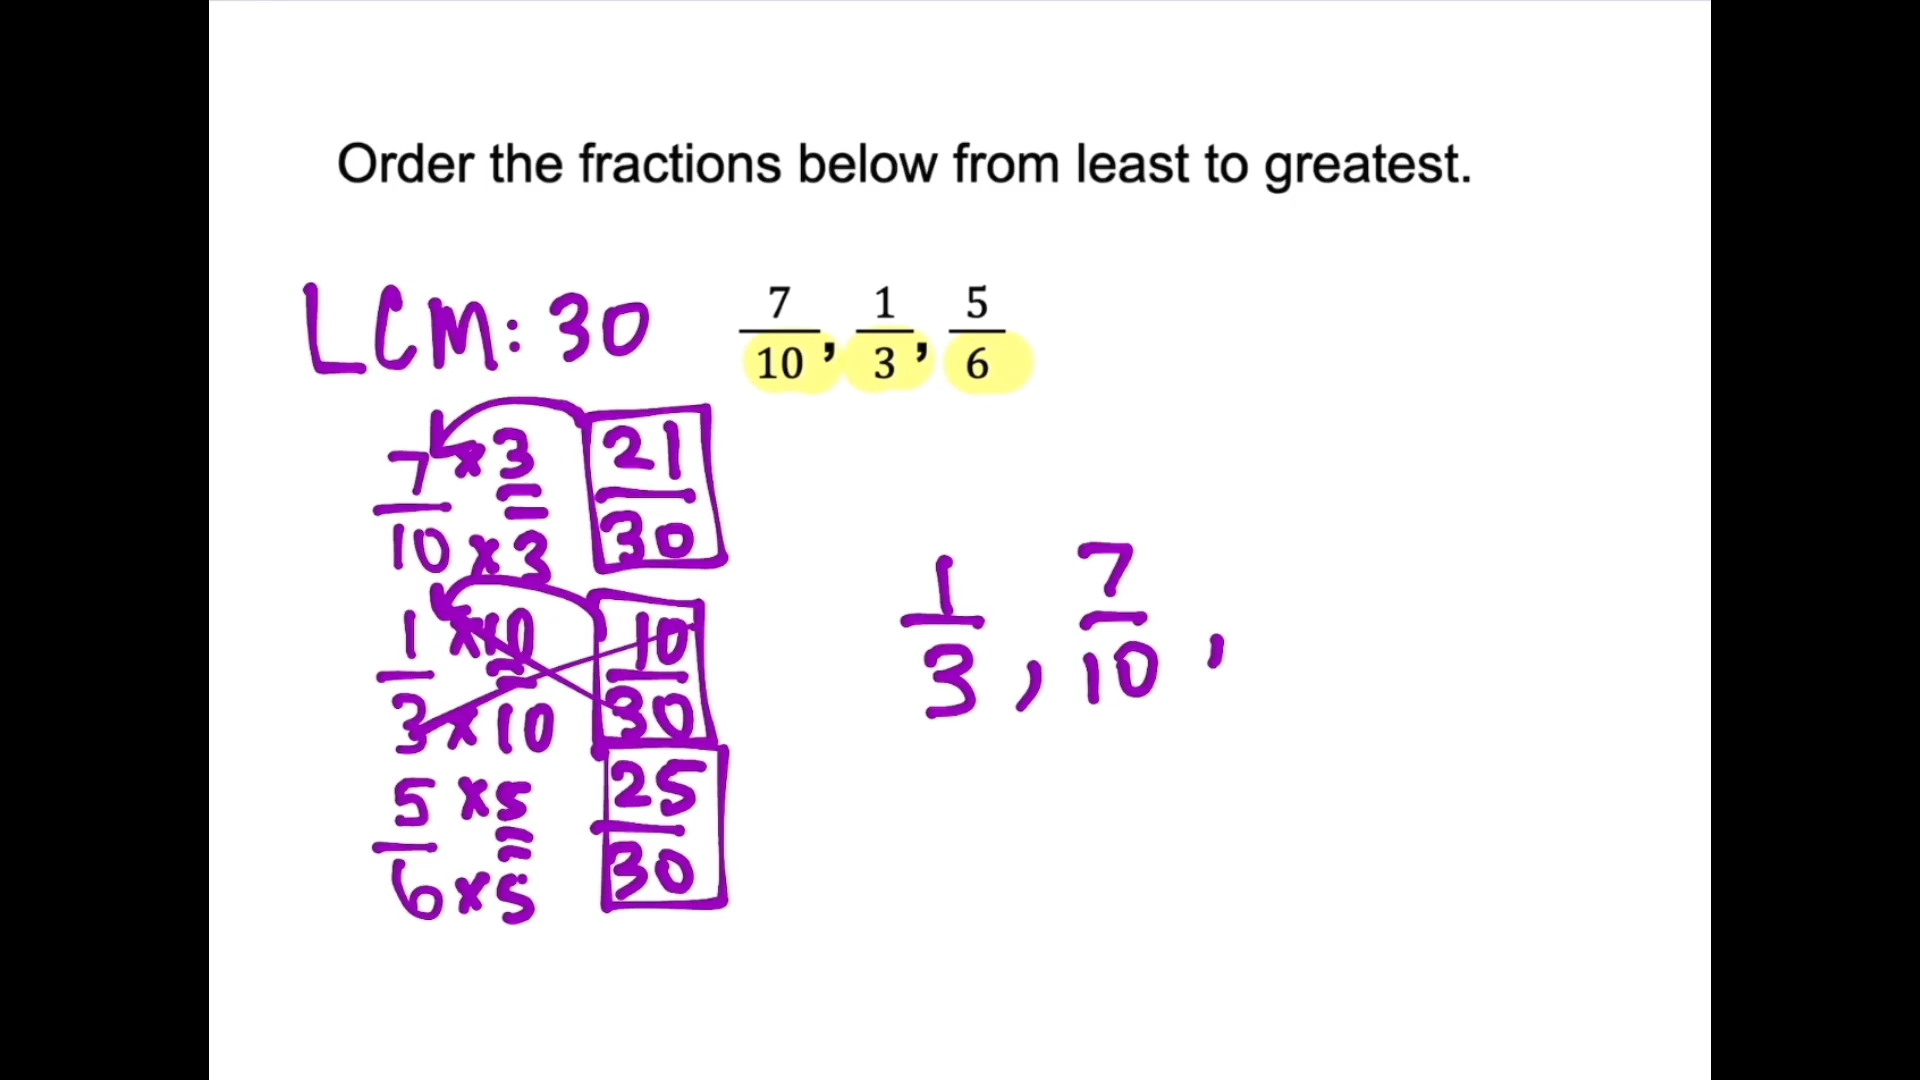 Order the fractions below from least to greatest.
LCM: 30
7/10, 1/3, 5/6
7/10 × 3/3 = 21/30
1/3 × 10/10 = 10/30
5/6 × 5/5 = 25/30
1/3, 7/10,